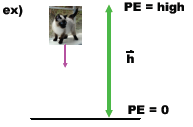 ex)
PE = high
h
PE = 0